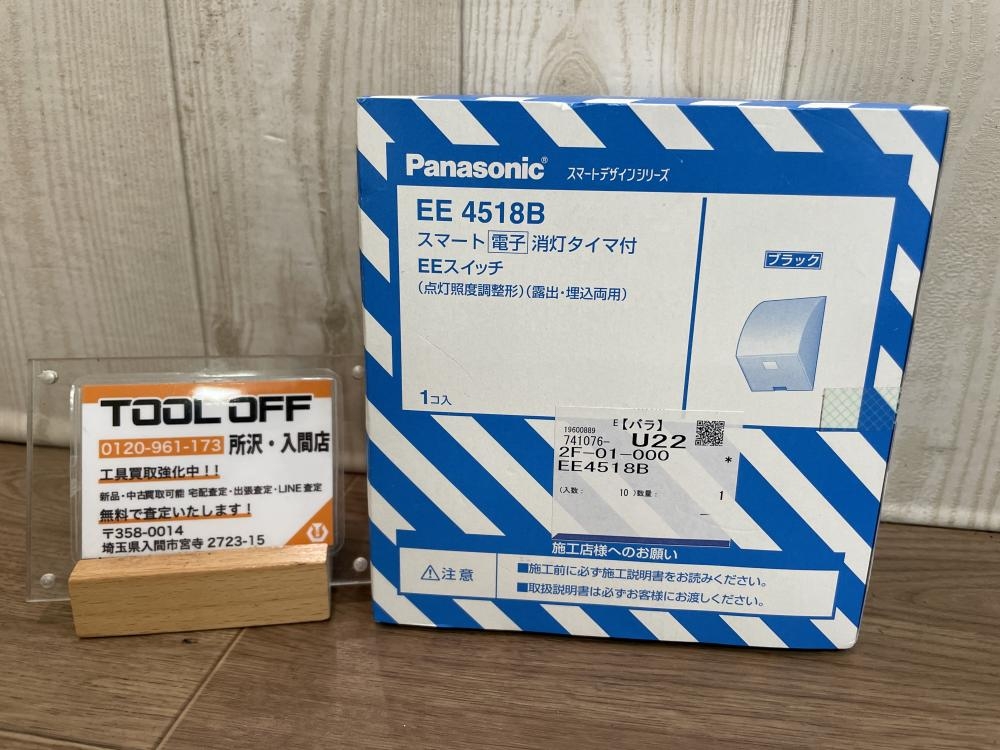 Panasonic® スマートデザインシリーズ
EE 4518B
スマート 電子 消灯タイマ付
EEスイッチ
(点灯照度調整形)(露出・埋込両用)
1コ入
ブラック
E【バラ】
19600889
741076- U22
2F-01-000 *
EE4518B
(入数: 10 )数量: 1
施工店様へのお願い
⚠注意
■施工前に必ず施工説明書をお読みください。
■取扱説明書は必ずお客様にお渡しください。
TOOL OFF
0120-961-173 所沢・入間店
工具買取強化中!!
新品・中古買取可能 宅配査定・出張査定・LINE査定
無料で査定いたします!
〒358-0014
埼玉県入間市宮寺 2723-15